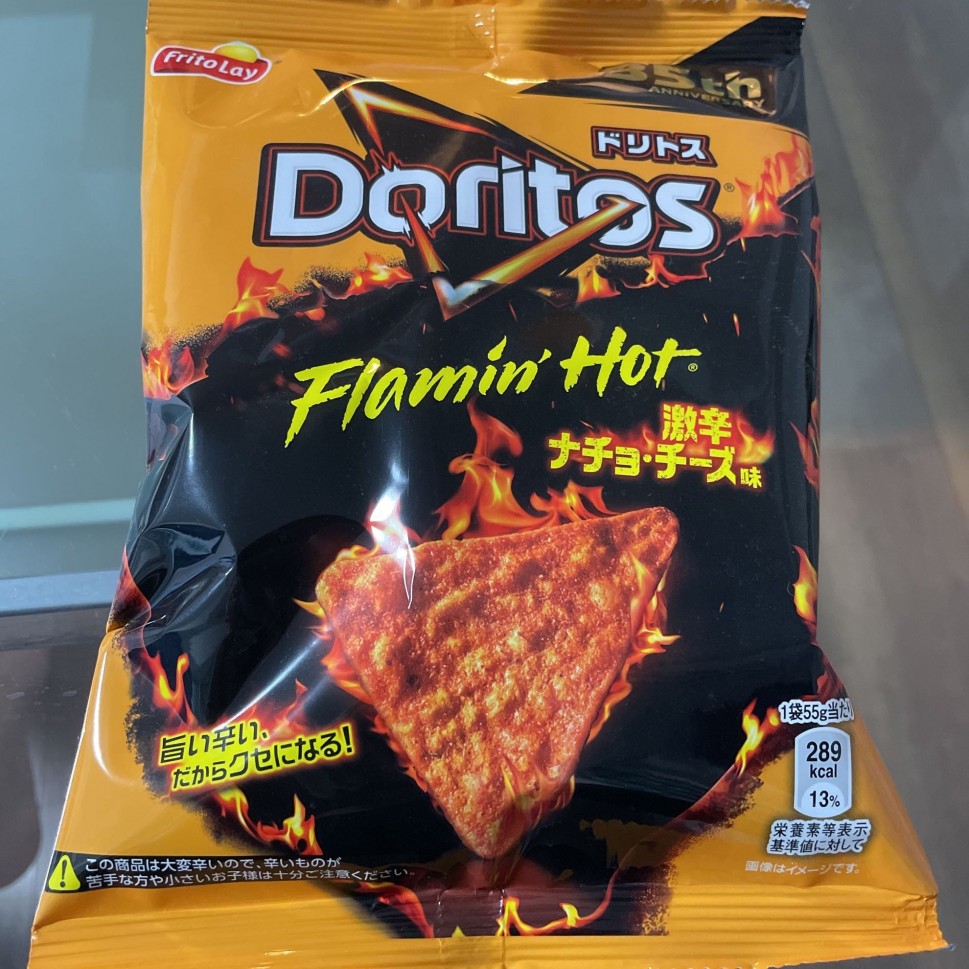 Frito Lay
35th
ANNIVERSARY
ドリトス
Doritos®
Flamin' Hot®
激辛
ナチョ・チーズ味
旨い辛い、
だからクセになる!
1袋55g当たり
289
kcal
13%
栄養素等表示
基準値に対して
画像はイメージです。
この商品は大変辛いので、辛いものが
苦手な方や小さいお子様は十分ご注意ください。